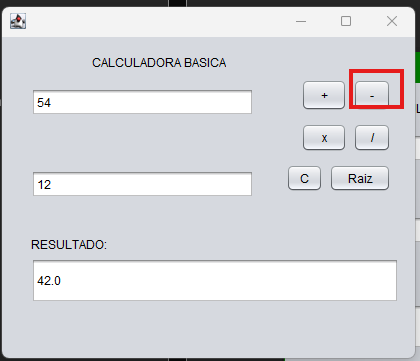 CALCULADORA BASICA
54
+ -
x /
12
C Raiz
RESULTADO:
42.0